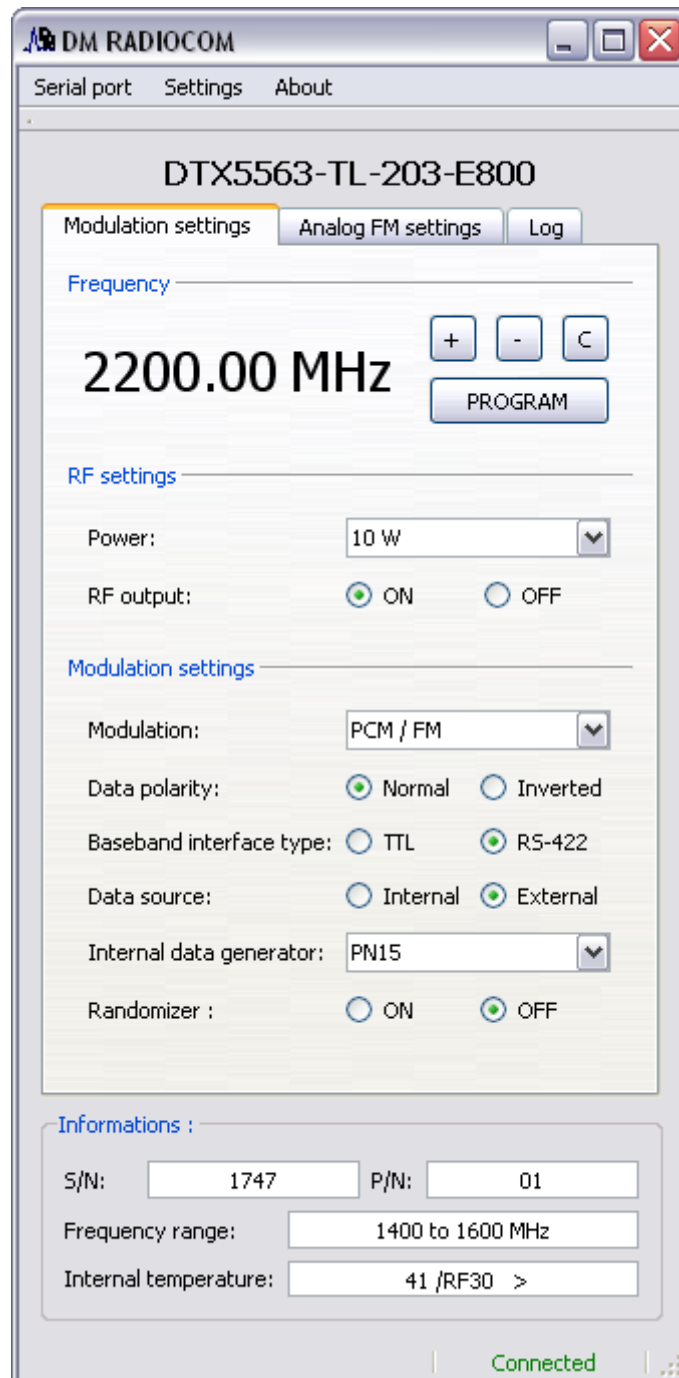 DM RADIOCOM
Serial port Settings About
DTX5563-TL-203-E800
Modulation settings Analog FM settings Log
Frequency
2200.00 MHz + - C
PROGRAM
RF settings
Power: 10 W
RF output: ON OFF
Modulation settings
Modulation: PCM / FM
Data polarity: Normal Inverted
Baseband interface type: TTL RS-422
Data source: Internal External
Internal data generator: PN15
Randomizer : ON OFF
Informations :
S/N: 1747 P/N: 01
Frequency range: 1400 to 1600 MHz
Internal temperature: 41 /RF30 >
Connected